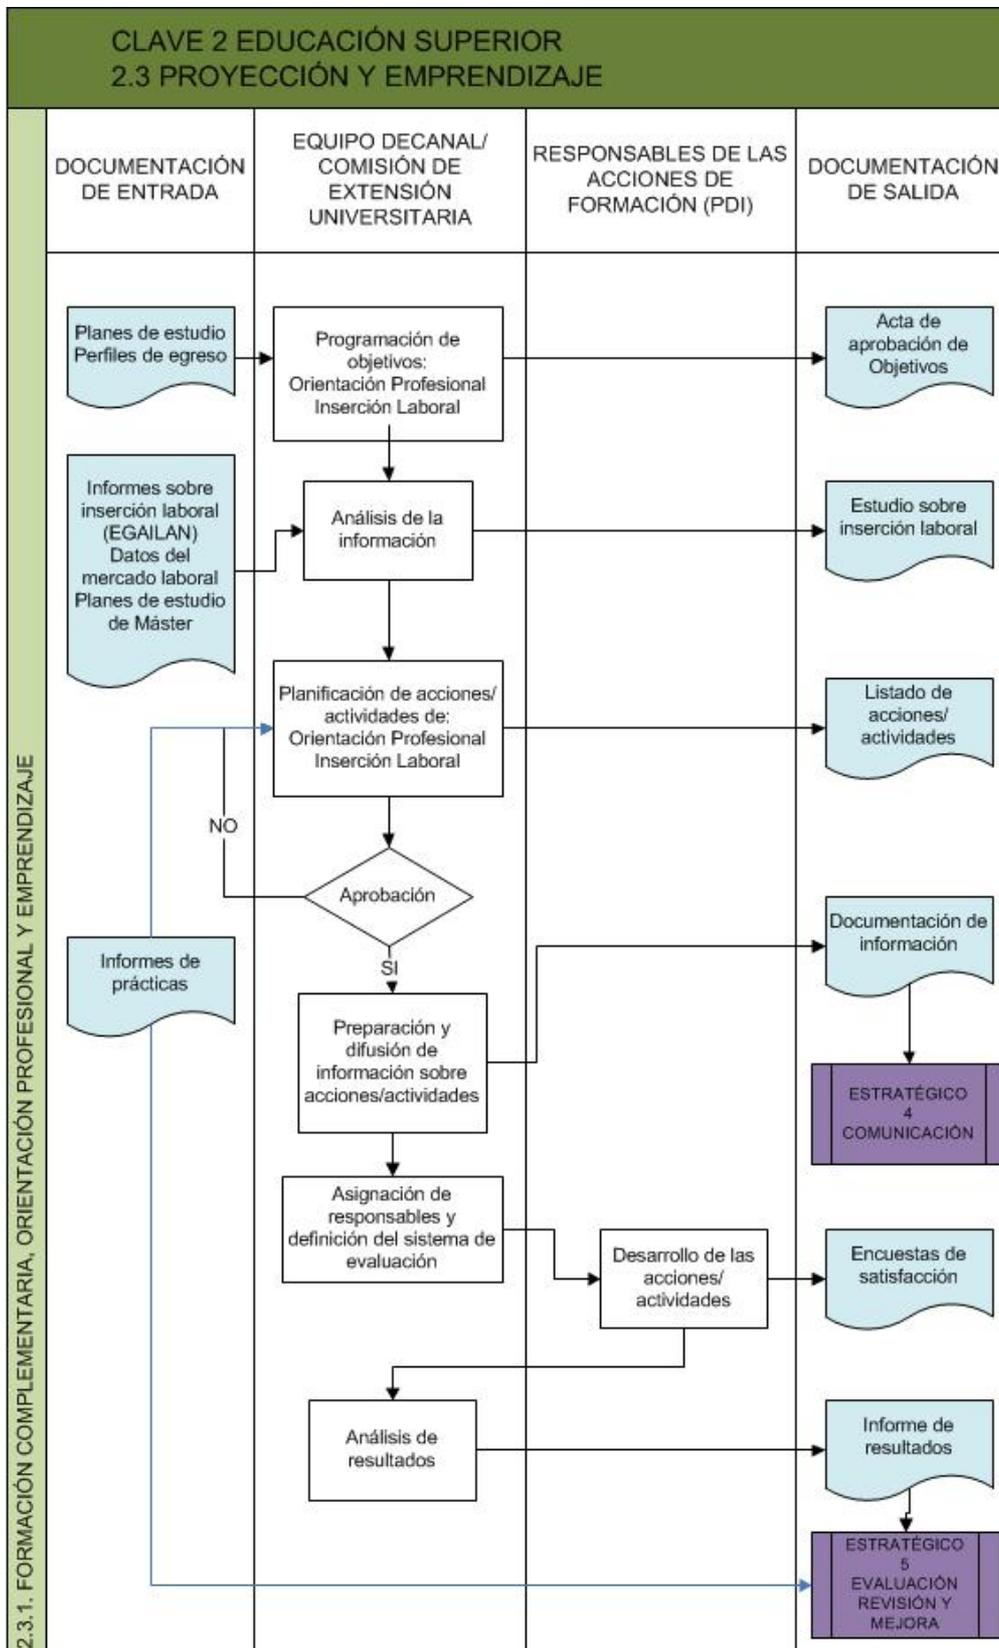 CLAVE 2 EDUCACIÓN SUPERIOR
2.3 PROYECCIÓN Y EMPRENDIZAJE
2.3.1. FORMACIÓN COMPLEMENTARIA, ORIENTACIÓN PROFESIONAL Y EMPRENDIZAJE
DOCUMENTACIÓN
DE ENTRADA
EQUIPO DECANAL/
COMISIÓN DE
EXTENSIÓN
UNIVERSITARIA
RESPONSABLES DE LAS
ACCIONES DE
FORMACIÓN (PDI)
DOCUMENTACIÓN
DE SALIDA
Planes de estudio
Perfiles de egreso
Programación de
objetivos:
Orientación Profesional
Inserción Laboral
Acta de
aprobación de
Objetivos
Informes sobre
inserción laboral
(EGAILAN)
Datos del
mercado laboral
Planes de estudio
de Máster
Análisis de la
información
Estudio sobre
inserción laboral
Planificación de acciones/
actividades de:
Orientación Profesional
Inserción Laboral
Listado de
acciones/
actividades
NO
Aprobación
SI
Informes de
prácticas
Documentación de
información
Preparación y
difusión de
información sobre
acciones/actividades
ESTRATÉGICO
4
COMUNICACIÓN
Asignación de
responsables y
definición del sistema de
evaluación
Desarrollo de las
acciones/
actividades
Encuestas de
satisfacción
Análisis de
resultados
Informe de
resultados
ESTRATÉGICO
5
EVALUACIÓN
REVISIÓN Y
MEJORA